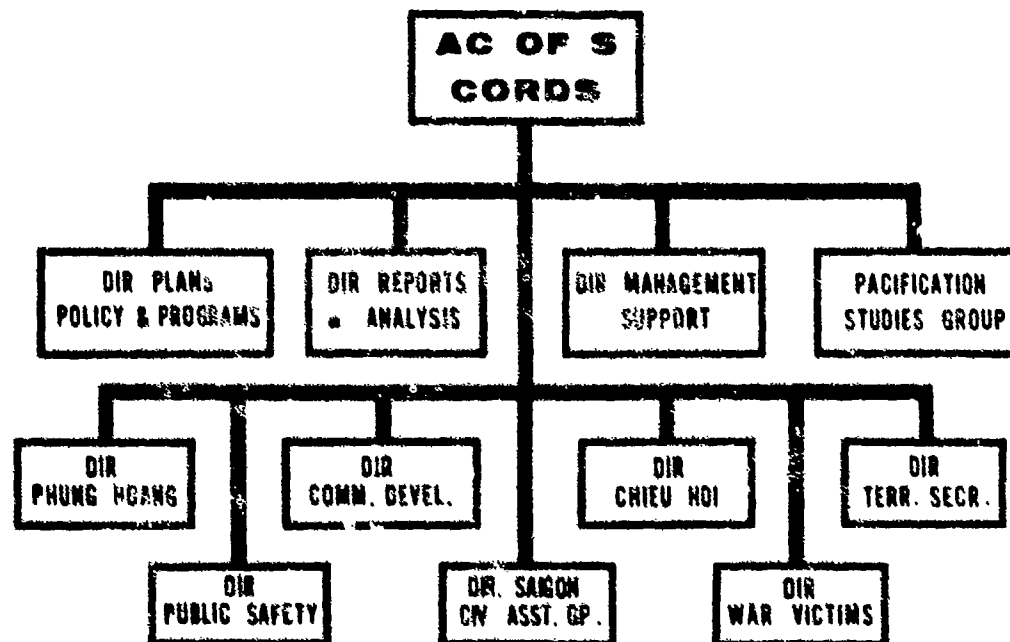 AC OF S
CORDS
DIR PLANS
POLICY & PROGRAMS
DIR REPORTS
& ANALYSIS
DIR MANAGEMENT
SUPPORT
PACIFICATION
STUDIES GROUP
DIR
PHUNG HOANG
DIR
COMM. DEVEL.
DIR
CHIEU HOI
DIR
TERR. SECR.
DIR
PUBLIC SAFETY
DIR. SAIGON
CIV ASST. GP.
DIR
WAR VICTIMS